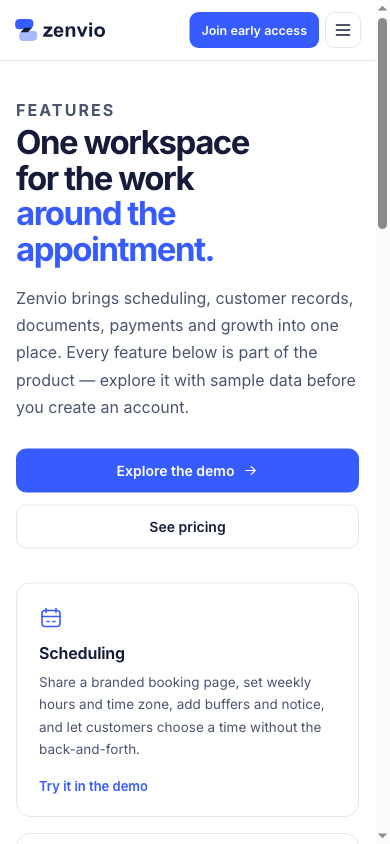 zenvio
Join early access
FEATURES
One workspace
for the work
around the
appointment.
Zenvio brings scheduling, customer records,
documents, payments and growth into one
place. Every feature below is part of the
product — explore it with sample data before
you create an account.
Explore the demo →
See pricing
Scheduling
Share a branded booking page, set weekly
hours and time zone, add buffers and notice,
and let customers choose a time without the
back-and-forth.
Try it in the demo